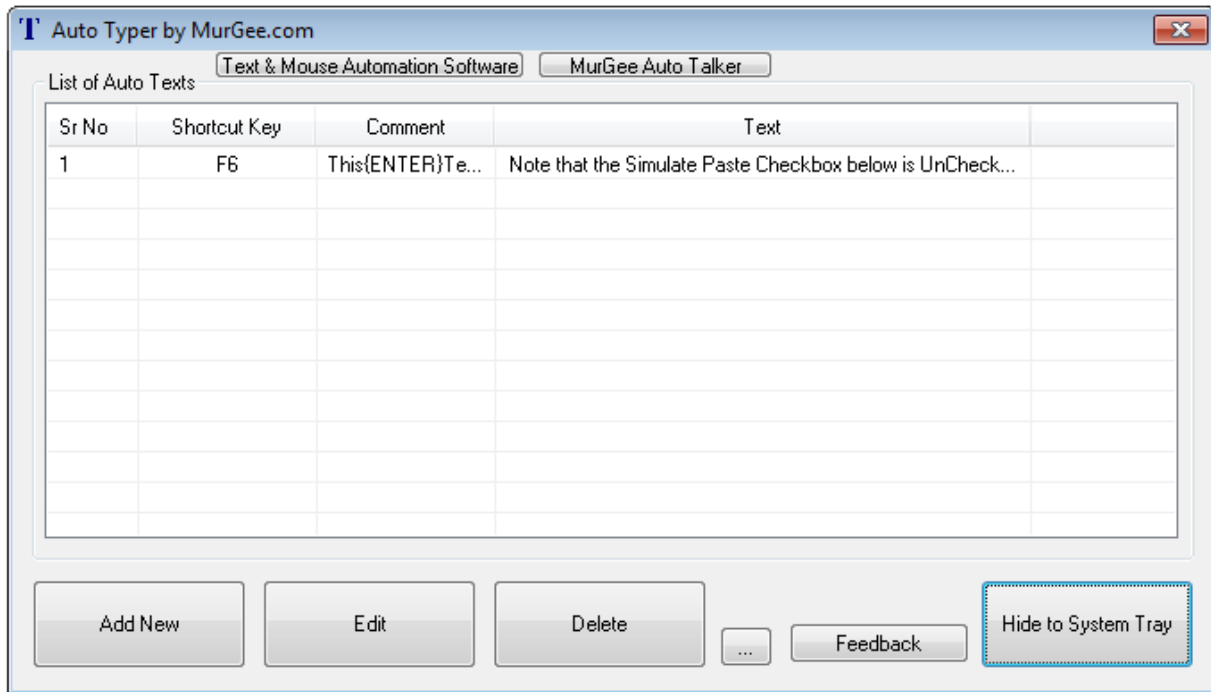 T Auto Typer by MurGee.com
Text & Mouse Automation Software MurGee Auto Talker
List of Auto Texts
Sr No Shortcut Key Comment Text
1 F6 This{ENTER}Te... Note that the Simulate Paste Checkbox below is UnCheck...
Add New Edit Delete ... Feedback Hide to System Tray